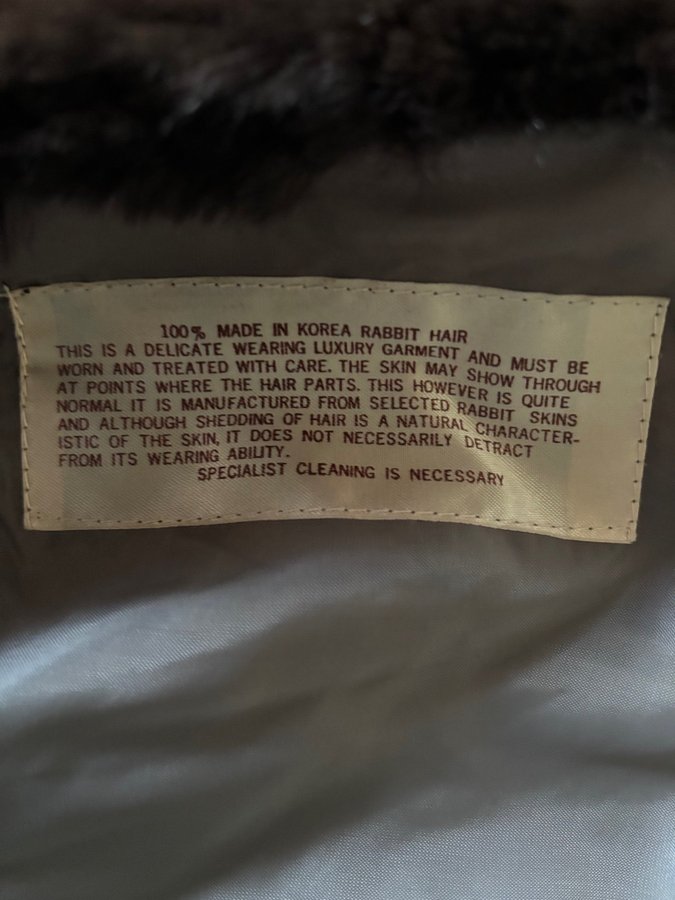 100% MADE IN KOREA RABBIT HAIR
THIS IS A DELICATE WEARING LUXURY GARMENT AND MUST BE
WORN AND TREATED WITH CARE. THE SKIN MAY SHOW THROUGH
AT POINTS WHERE THE HAIR PARTS. THIS HOWEVER IS QUITE
NORMAL IT IS MANUFACTURED FROM SELECTED RABBIT SKINS
AND ALTHOUGH SHEDDING OF HAIR IS A NATURAL CHARACTER-
ISTIC OF THE SKIN, IT DOES NOT NECESSARILY DETRACT
FROM ITS WEARING ABILITY.
SPECIALIST CLEANING IS NECESSARY